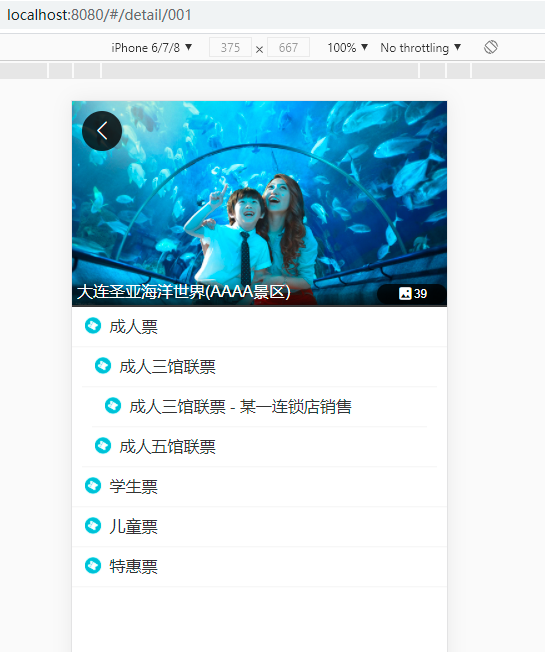 localhost:8080/#/detail/001
iPhone 6/7/8 ▼ 375 × 667 100% ▼ No throttling ▼
大连圣亚海洋世界(AAAA景区)
39
成人票
成人三馆联票
成人三馆联票 - 某一连锁店销售
成人五馆联票
学生票
儿童票
特惠票